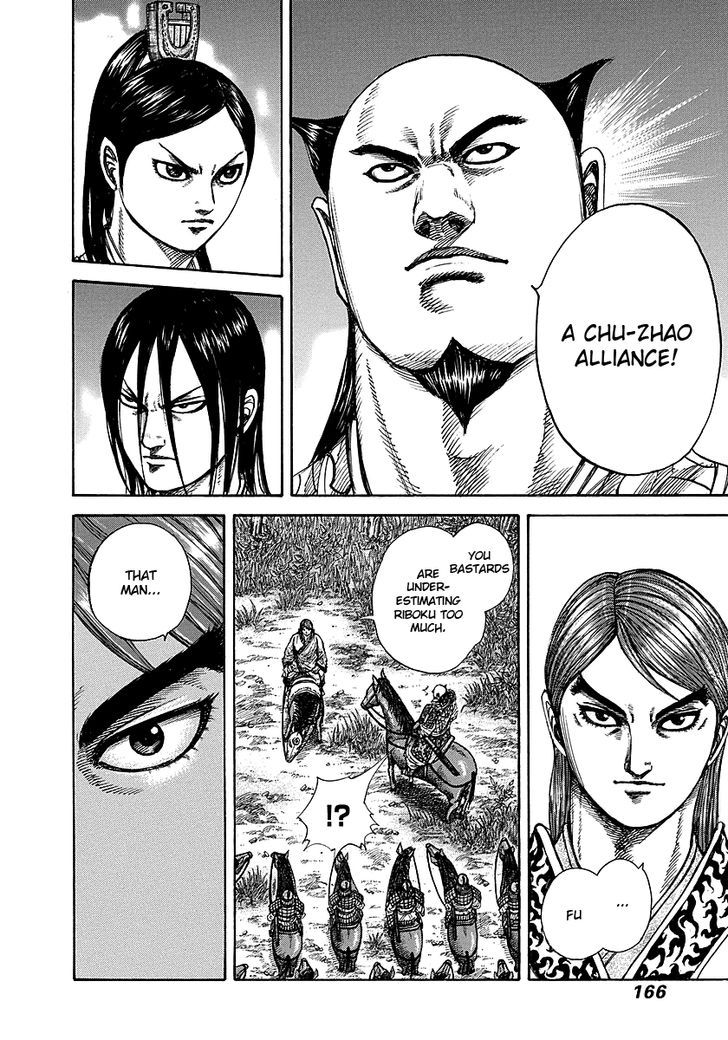 A CHU-ZHAO
ALLIANCE!
FU
...
YOU
BASTARDS
ARE
UNDER-
ESTIMATING
RIBOKU TOO
MUCH.
!?
THAT
MAN...
166